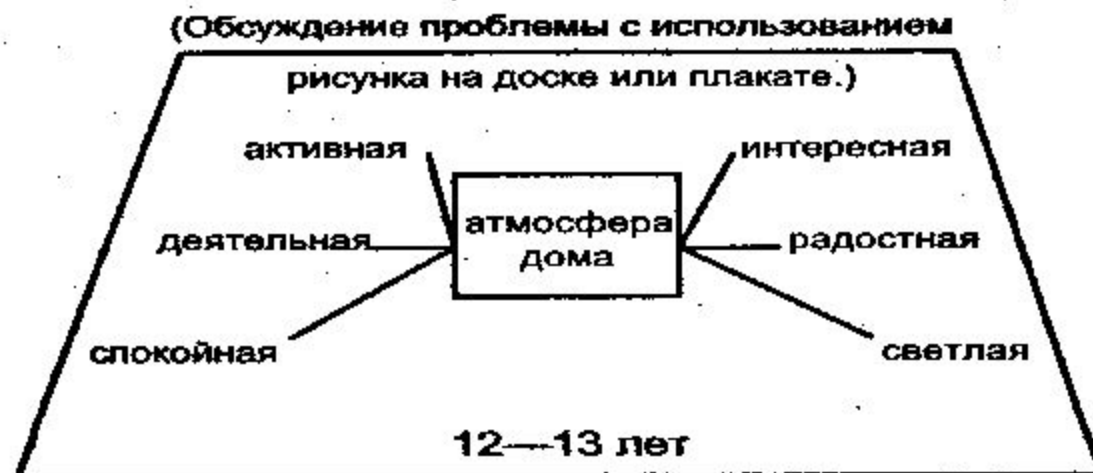 (Обсуждение проблемы с использованием
рисунка на доске или плакате.)
активная
интересная
атмосфера
дома
деятельная
радостная
спокойная
светлая
12—13 лет